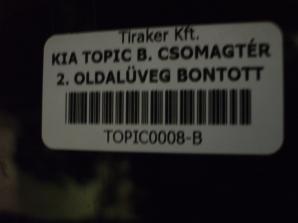 Tiraker Kft.
KIA TOPIC B. CSOMAGTÉR
2. OLDALÜVEG BONTOTT
TOPIC0008-B